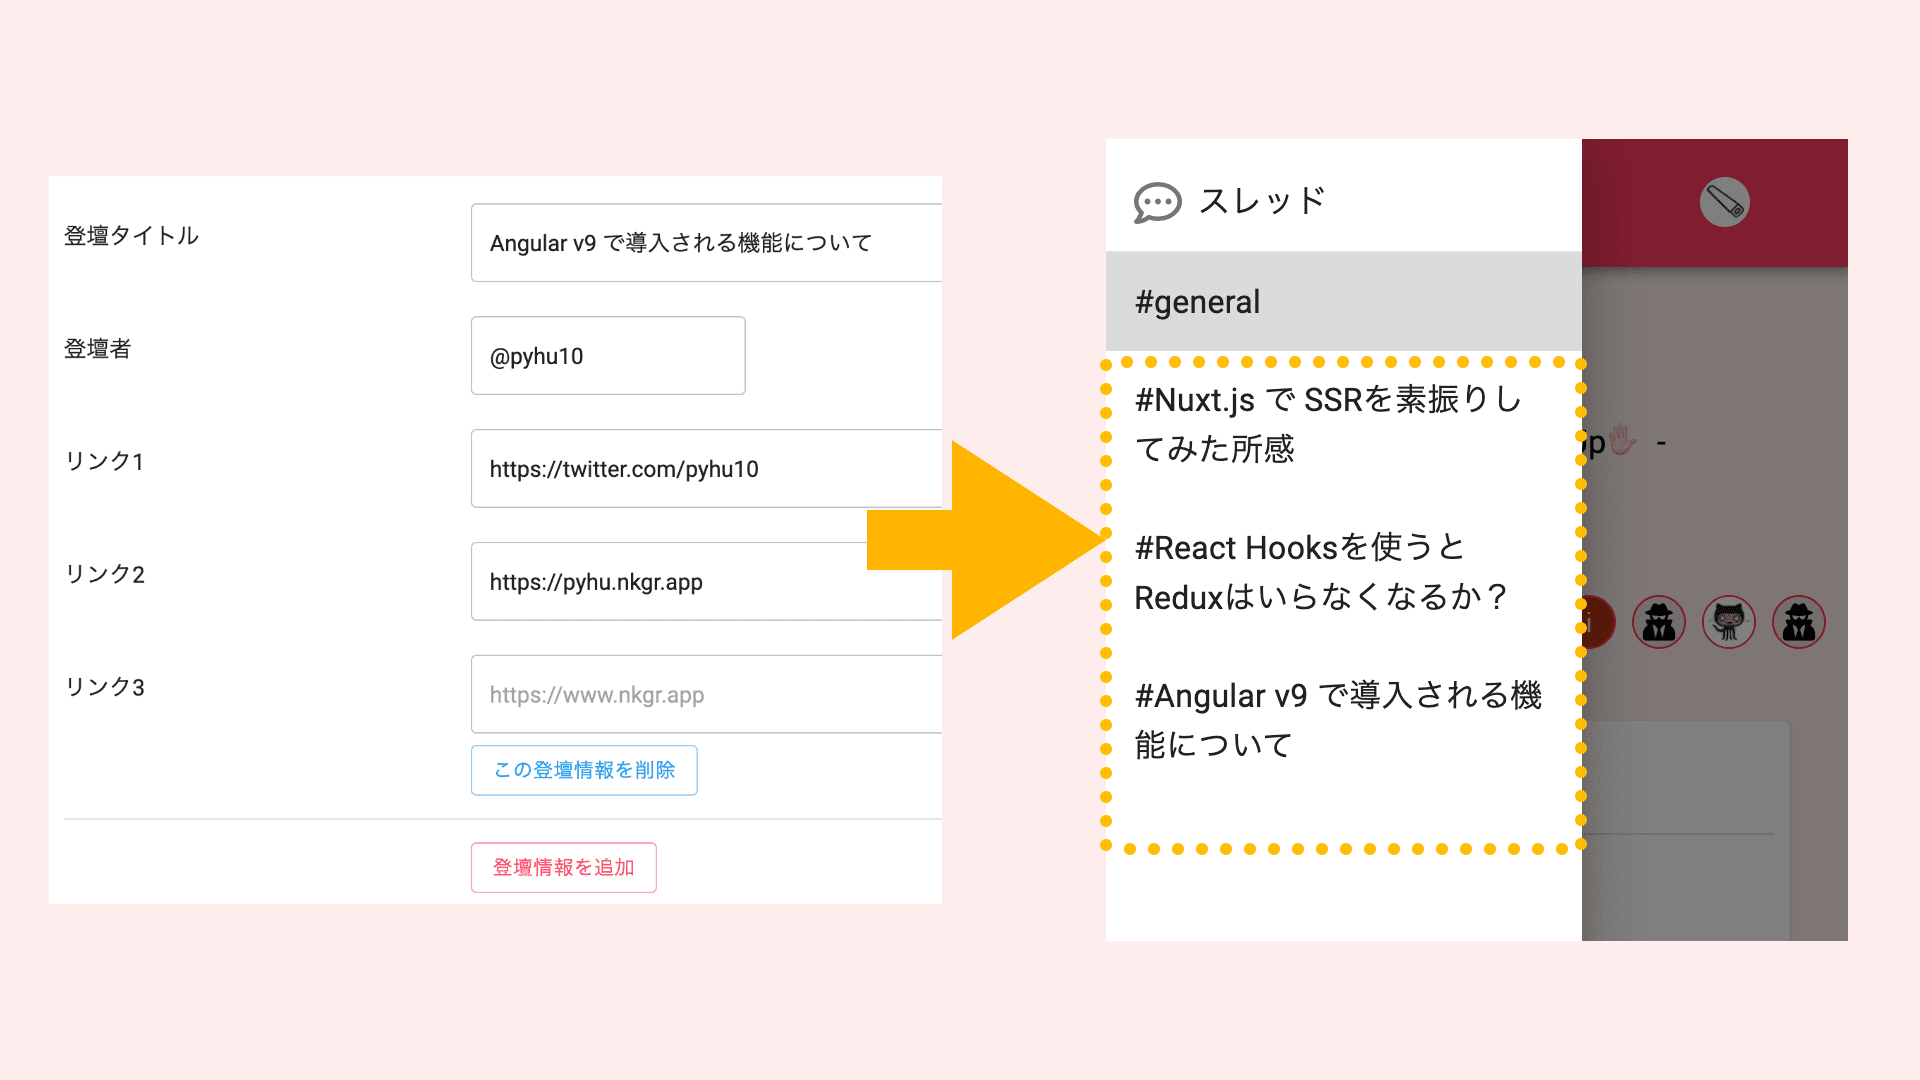 登壇タイトル
Angular v9 で導入される機能について
登壇者
@pyhu10
リンク1
https://twitter.com/pyhu10
リンク2
https://pyhu.nkgr.app
リンク3
https://www.nkgr.app
この登壇情報を削除
登壇情報を追加
スレッド
#general
#Nuxt.js で SSRを素振りし
てみた所感
#React Hooksを使うと
Reduxはいらなくなるか？
#Angular v9 で導入される機
能について